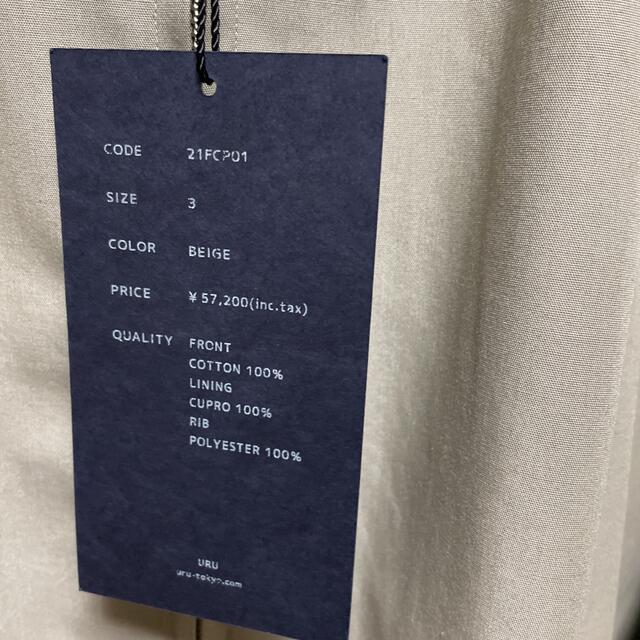 CODE 21FCP01
SIZE 3
COLOR BEIGE
PRICE ¥57,200(inc.tax)
QUALITY FRONT
COTTON 100%
LINING
CUPRO 100%
RIB
POLYESTER 100%
URU
uru-tokyo.com